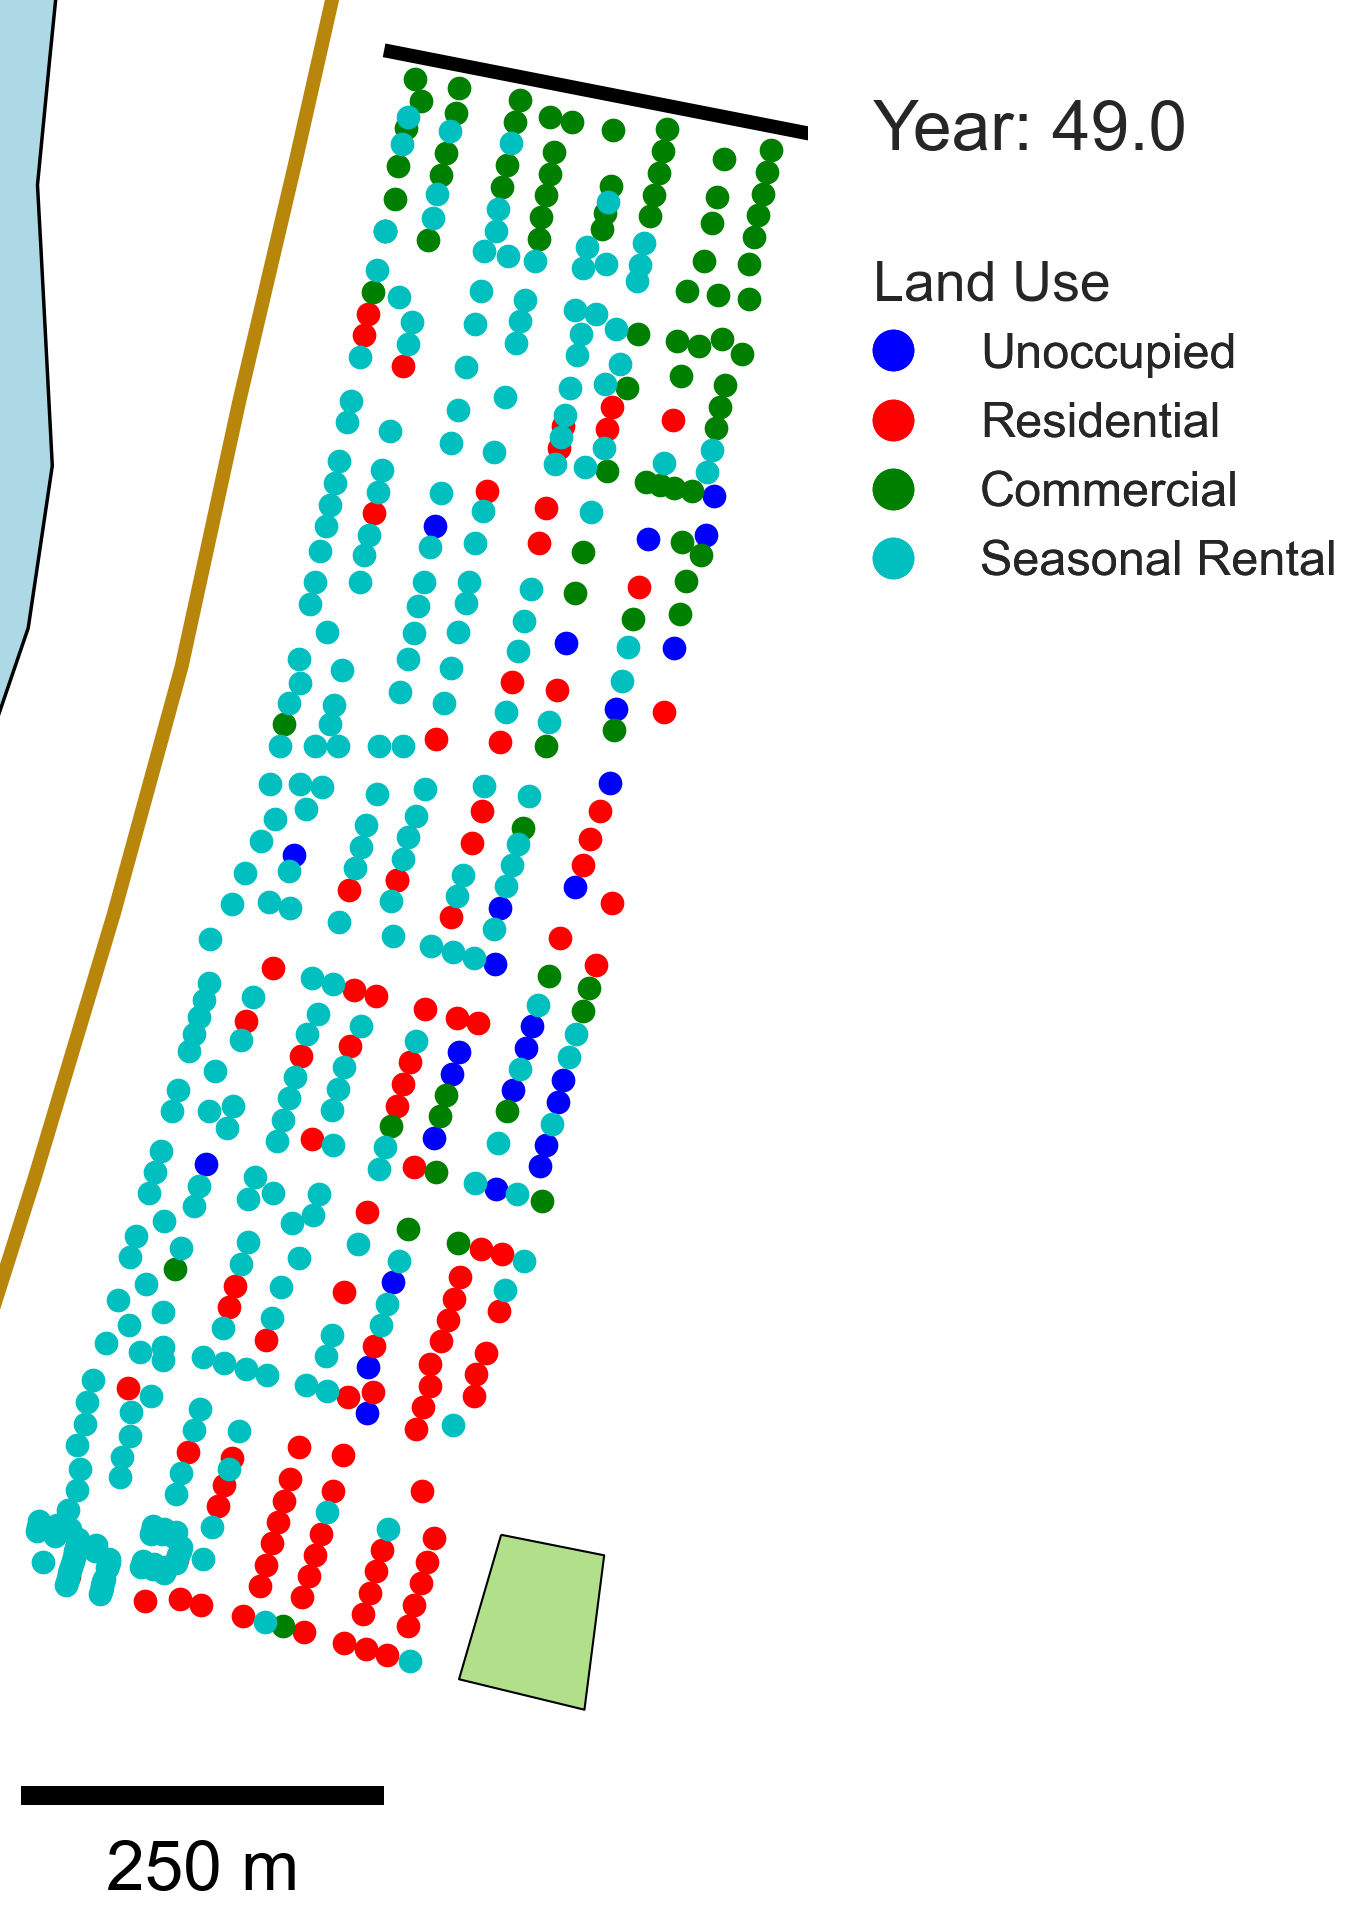 Year: 49.0
Land Use
Unoccupied
Residential
Commercial
Seasonal Rental
250 m